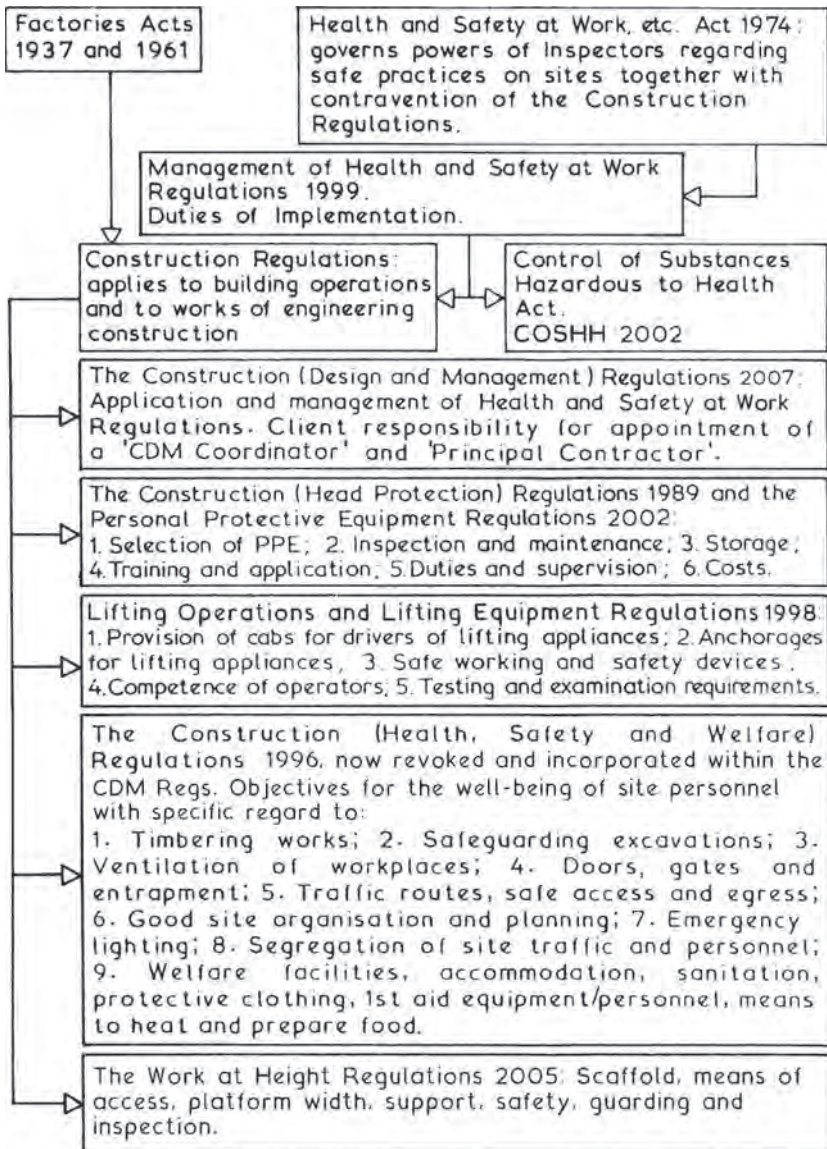 Factories Acts
1937 and 1961
Health and Safety at Work, etc. Act 1974;
governs powers of Inspectors regarding
safe practices on sites together with
contravention of the Construction
Regulations.
Management of Health and Safety at Work
Regulations 1999.
Duties of Implementation.
Construction Regulations:
applies to building operations
and to works of engineering
construction
Control of Substances
Hazardous to Health
Act.
COSHH 2002
The Construction (Design and Management) Regulations 2007;
Application and management of Health and Safety at Work
Regulations. Client responsibility for appointment of
a 'CDM Coordinator' and 'Principal Contractor'.
The Construction (Head Protection) Regulations 1989 and the
Personal Protective Equipment Regulations 2002:
1. Selection of PPE; 2. Inspection and maintenance; 3. Storage;
4. Training and application; 5. Duties and supervision; 6. Costs.
Lifting Operations and Lifting Equipment Regulations 1998:
1. Provision of cabs for drivers of lifting appliances; 2. Anchorages
for lifting appliances; 3. Safe working and safety devices;
4. Competence of operators; 5. Testing and examination requirements.
The Construction (Health, Safety and Welfare)
Regulations 1996, now revoked and incorporated within the
CDM Regs. Objectives for the well-being of site personnel
with specific regard to:
1. Timbering works; 2. Safeguarding excavations; 3.
Ventilation of workplaces; 4. Doors, gates and
entrapment; 5. Traffic routes, safe access and egress;
6. Good site organisation and planning; 7. Emergency
lighting; 8. Segregation of site traffic and personnel;
9. Welfare facilities, accommodation, sanitation,
protective clothing, 1st aid equipment/personnel, means
to heat and prepare food.
The Work at Height Regulations 2005; Scaffold, means of
access, platform width, support, safety, guarding and
inspection.